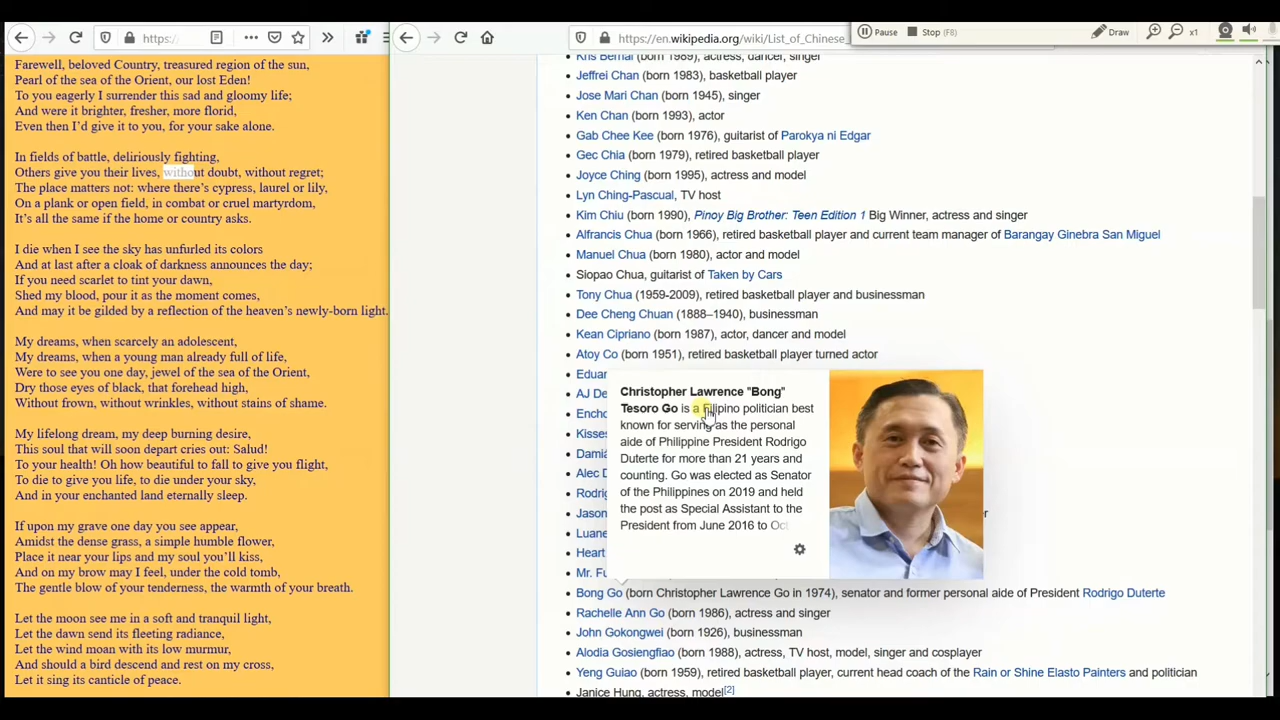 https://
https://en.wikipedia.org/wiki/List_of_Chinese_
Pause
Stop (F8)
Draw
x1
Farewell, beloved Country, treasured region of the sun,
Pearl of the sea of the Orient, our lost Eden!
To you eagerly I surrender this sad and gloomy life;
And were it brighter, fresher, more florid,
Even then I'd give it to you, for your sake alone.
In fields of battle, deliriously fighting,
Others give you their lives, without doubt, without regret;
The place matters not: where there's cypress, laurel or lily,
On a plank or open field, in combat or cruel martyrdom,
It's all the same if the home or country asks.
I die when I see the sky has unfurled its colors
And at last after a cloak of darkness announces the day;
If you need scarlet to tint your dawn,
Shed my blood, pour it as the moment comes,
And may it be gilded by a reflection of the heaven's newly-born light.
My dreams, when scarcely an adolescent,
My dreams, when a young man already full of life,
Were to see you one day, jewel of the sea of the Orient,
Dry those eyes of black, that forehead high,
Without frown, without wrinkles, without stains of shame.
My lifelong dream, my deep burning desire,
This soul that will soon depart cries out: Salud!
To your health! Oh how beautiful to fall to give you flight,
To die to give you life, to die under your sky,
And in your enchanted land eternally sleep.
If upon my grave one day you see appear,
Amidst the dense grass, a simple humble flower,
Place it near your lips and my soul you'll kiss,
And on my brow may I feel, under the cold tomb,
The gentle blow of your tenderness, the warmth of your breath.
Let the moon see me in a soft and tranquil light,
Let the dawn send its fleeting radiance,
Let the wind moan with its low murmur,
And should a bird descend and rest on my cross,
Let it sing its canticle of peace.
Kris Bernal (born 1989), actress, dancer, singer
Jeffrei Chan (born 1983), basketball player
Jose Mari Chan (born 1945), singer
Ken Chan (born 1993), actor
Gab Chee Kee (born 1976), guitarist of Parokya ni Edgar
Gec Chia (born 1979), retired basketball player
Joyce Ching (born 1995), actress and model
Lyn Ching-Pascual, TV host
Kim Chiu (born 1990), Pinoy Big Brother: Teen Edition 1 Big Winner, actress and singer
Alfrancis Chua (born 1966), retired basketball player and current team manager of Barangay Ginebra San Miguel
Manuel Chua (born 1980), actor and model
Siopao Chua, guitarist of Taken by Cars
Tony Chua (1959-2009), retired basketball player and businessman
Dee Cheng Chuan (1888–1940), businessman
Kean Cipriano (born 1987), actor, dancer and model
Atoy Co (born 1951), retired basketball player turned actor
Eduar
AJ De
Encho
Kisses
Damiá
Alec D
Rodrig
Jason
Luane
Heart
Mr. Fu
Christopher Lawrence "Bong"
Tesoro Go is a Filipino politician best
known for serving as the personal
aide of Philippine President Rodrigo
Duterte for more than 21 years and
counting. Go was elected as Senator
of the Philippines on 2019 and held
the post as Special Assistant to the
President from June 2016 to Oct
Bong Go (born Christopher Lawrence Go in 1974), senator and former personal aide of President Rodrigo Duterte
Rachelle Ann Go (born 1986), actress and singer
John Gokongwei (born 1926), businessman
Alodia Gosiengfiao (born 1988), actress, TV host, model, singer and cosplayer
Yeng Guiao (born 1959), retired basketball player, current head coach of the Rain or Shine Elasto Painters and politician
Janice Hung, actress, model[2]